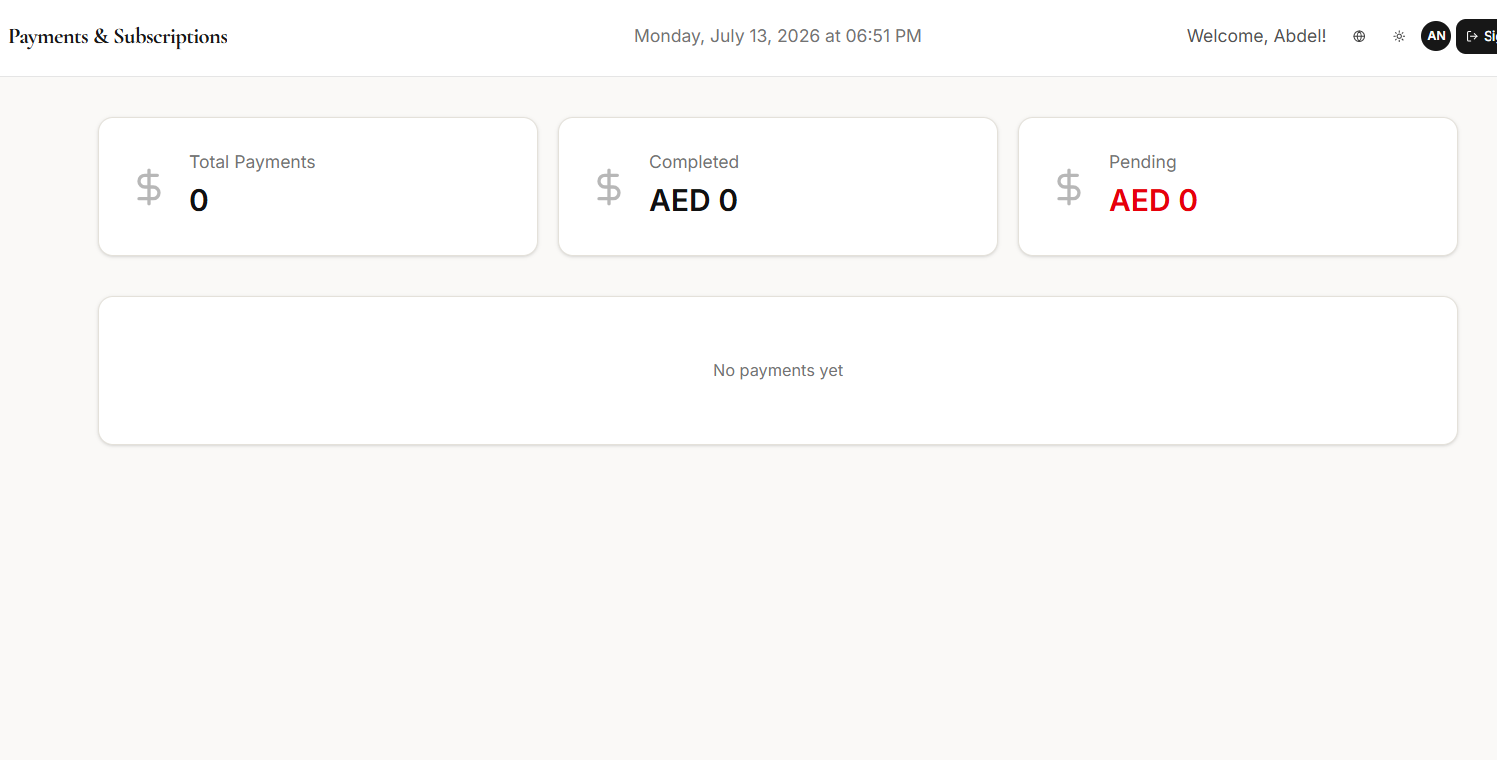 Payments & Subscriptions
Monday, July 13, 2026 at 06:51 PM
Welcome, Abdel!
AN
Total Payments
0
Completed
AED 0
Pending
AED 0
No payments yet